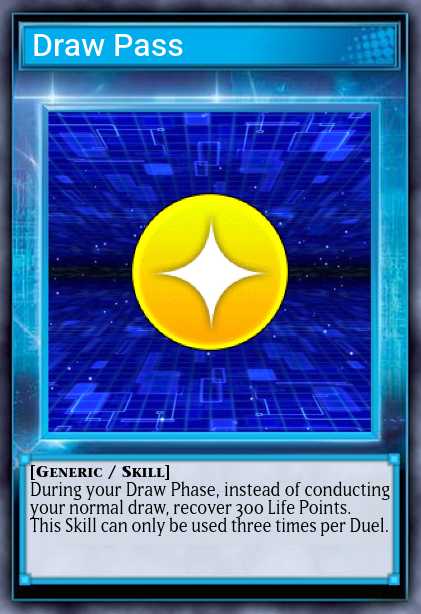 Draw Pass
[Generic / Skill]
During your Draw Phase, instead of conducting
your normal draw, recover 300 Life Points.
This Skill can only be used three times per Duel.